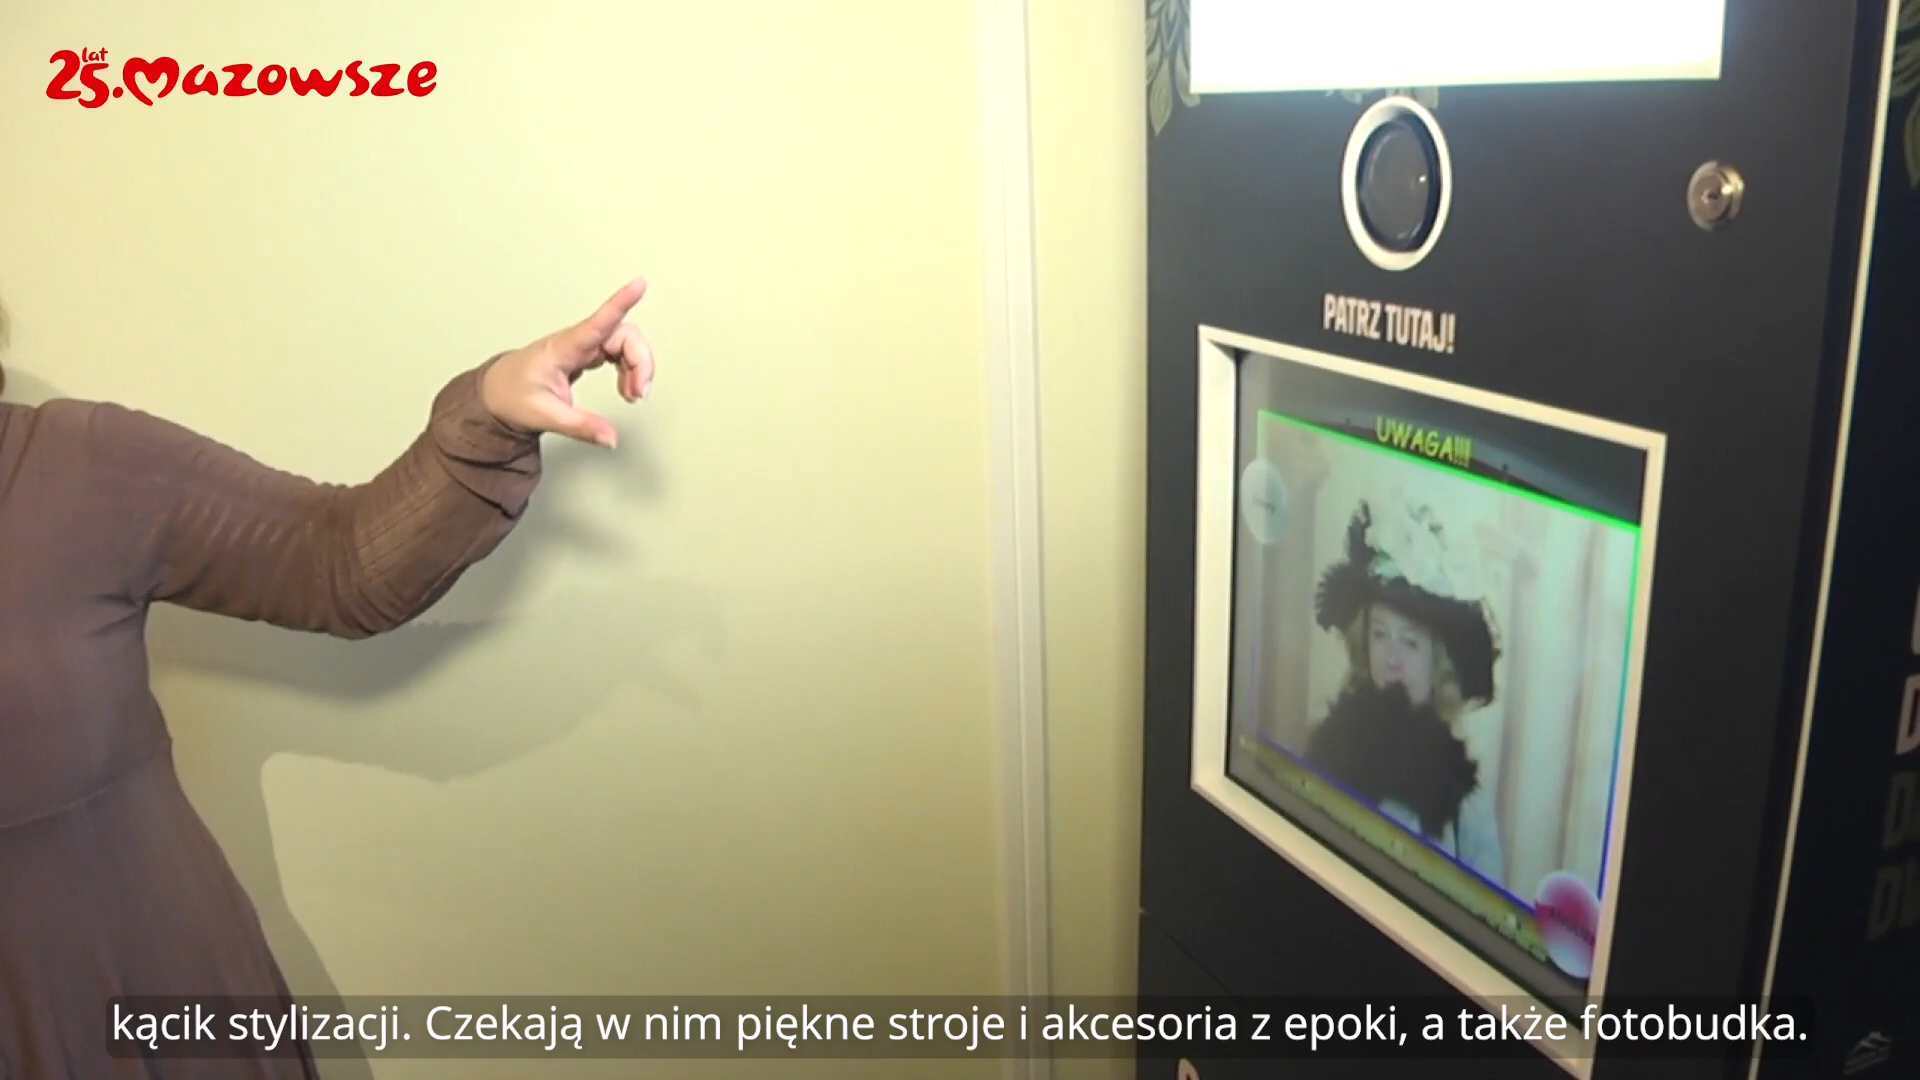 25 lat. Mazowsze
PATRZ TUTAJ!
UWAGA!!!
kącik stylizacji. Czekają w nim piękne stroje i akcesoria z epoki, a także fotobudka.